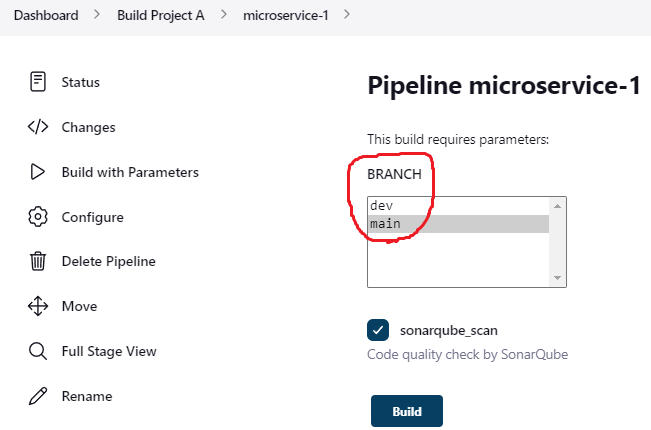 Dashboard > Build Project A > microservice-1 >
Status
Changes
Build with Parameters
Configure
Delete Pipeline
Move
Full Stage View
Rename
Pipeline microservice-1
This build requires parameters:
BRANCH
dev
main
sonarqube_scan
Code quality check by SonarQube
Build